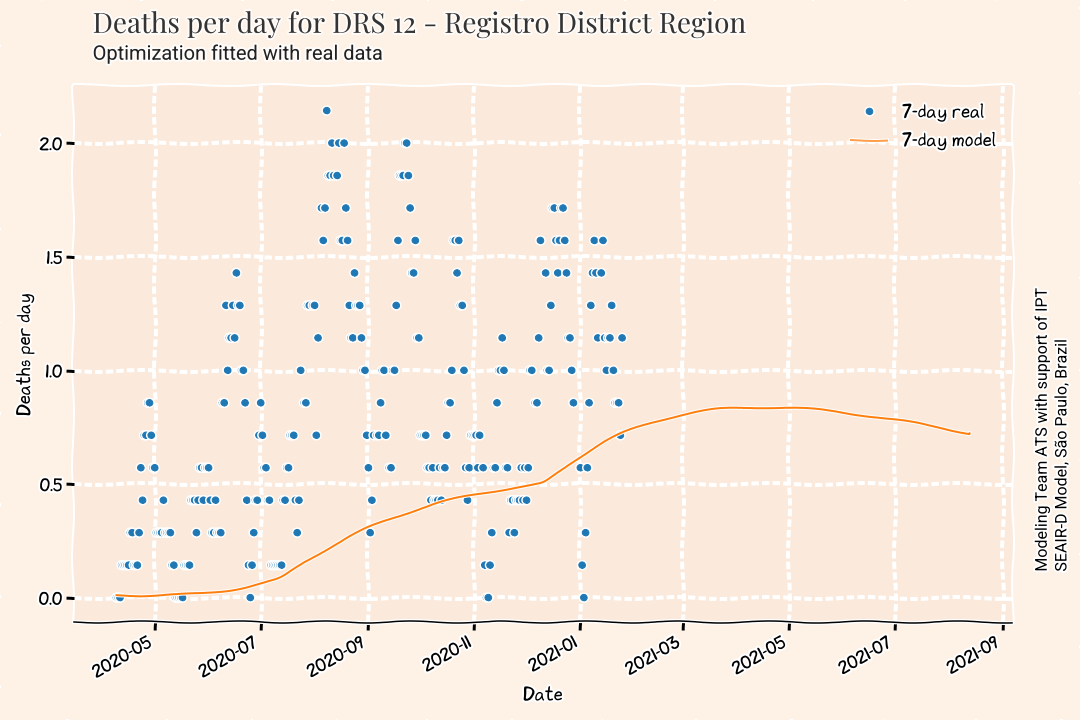 Deaths per day for DRS 12 - Registro District Region
Optimization fitted with real data
7-day real
7-day model
2.0
1.5
1.0
0.5
0.0
Deaths per day
2020-05
2020-07
2020-09
2020-11
2021-01
2021-03
2021-05
2021-07
2021-09
Date
Modeling Team ATS with support of IPT
SEAIR-D Model, São Paulo, Brazil